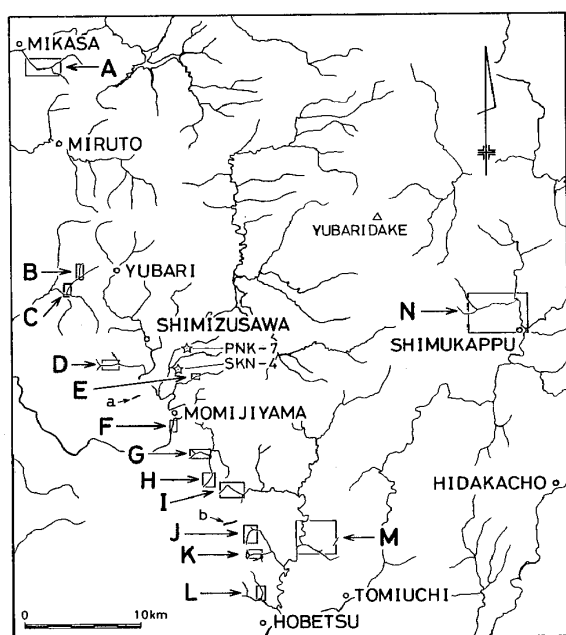 MIKASA
A
MIRUTO
YUBARIDAKE
B
YUBARI
C
N
SHIMIZUSAWA
SHIMUKAPPU
PNK-7
D
SKN-4
E
a
MOMIJIYAMA
F
G
H
HIDAKACHO
I
b
J
M
K
L
TOMIUCHI
0 10km
HOBETSU